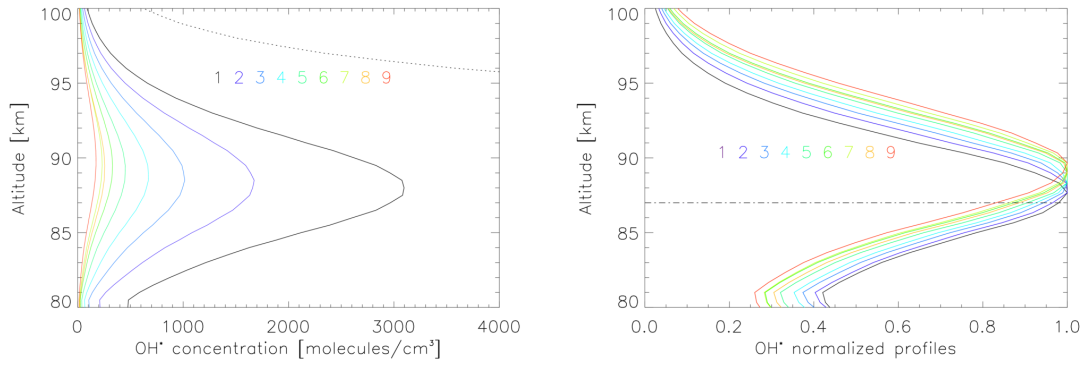 100
95
90
85
80
Altitude [km]
1 2 3 4 5 6 7 8 9
0 1000 2000 3000 4000
OH* concentration [molecules/cm³]
100
95
90
85
80
Altitude [km]
1 2 3 4 5 6 7 8 9
0.0 0.2 0.4 0.6 0.8 1.0
OH* normalized profiles